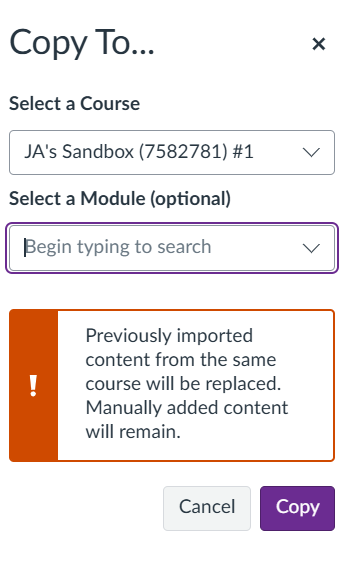 Copy To...
×
Select a Course
JA's Sandbox (7582781) #1
Select a Module (optional)
Begin typing to search
!
Previously imported
content from the same
course will be replaced.
Manually added content
will remain.
Cancel
Copy